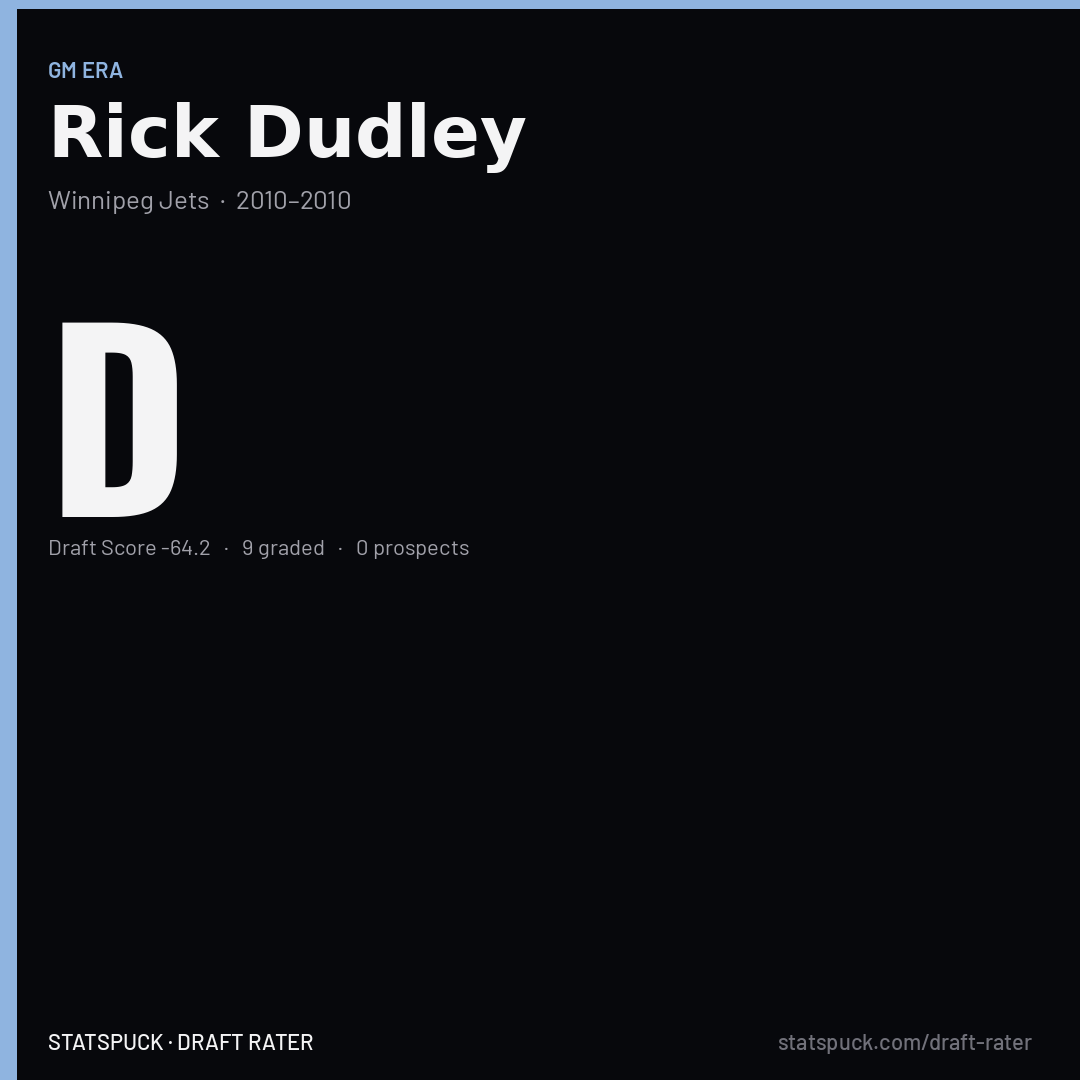 GM ERA
Rick Dudley
Winnipeg Jets · 2010–2010
D
Draft Score -64.2 · 9 graded · 0 prospects
STATSPUCK · DRAFT RATER
statspuck.com/draft-rater